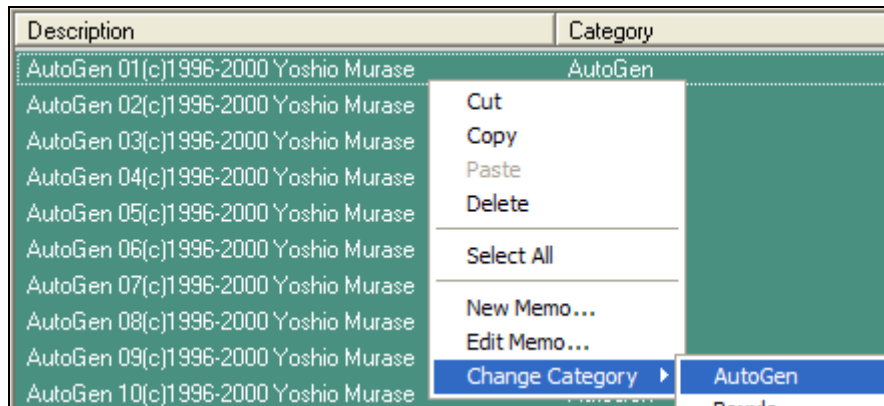 Description Category
AutoGen 01(c)1996-2000 Yoshio Murase AutoGen
AutoGen 02(c)1996-2000 Yoshio Murase
AutoGen 03(c)1996-2000 Yoshio Murase
AutoGen 04(c)1996-2000 Yoshio Murase
AutoGen 05(c)1996-2000 Yoshio Murase
AutoGen 06(c)1996-2000 Yoshio Murase
AutoGen 07(c)1996-2000 Yoshio Murase
AutoGen 08(c)1996-2000 Yoshio Murase
AutoGen 09(c)1996-2000 Yoshio Murase
AutoGen 10(c)1996-2000 Yoshio Murase
Cut
Copy
Paste
Delete
Select All
New Memo...
Edit Memo...
Change Category
AutoGen